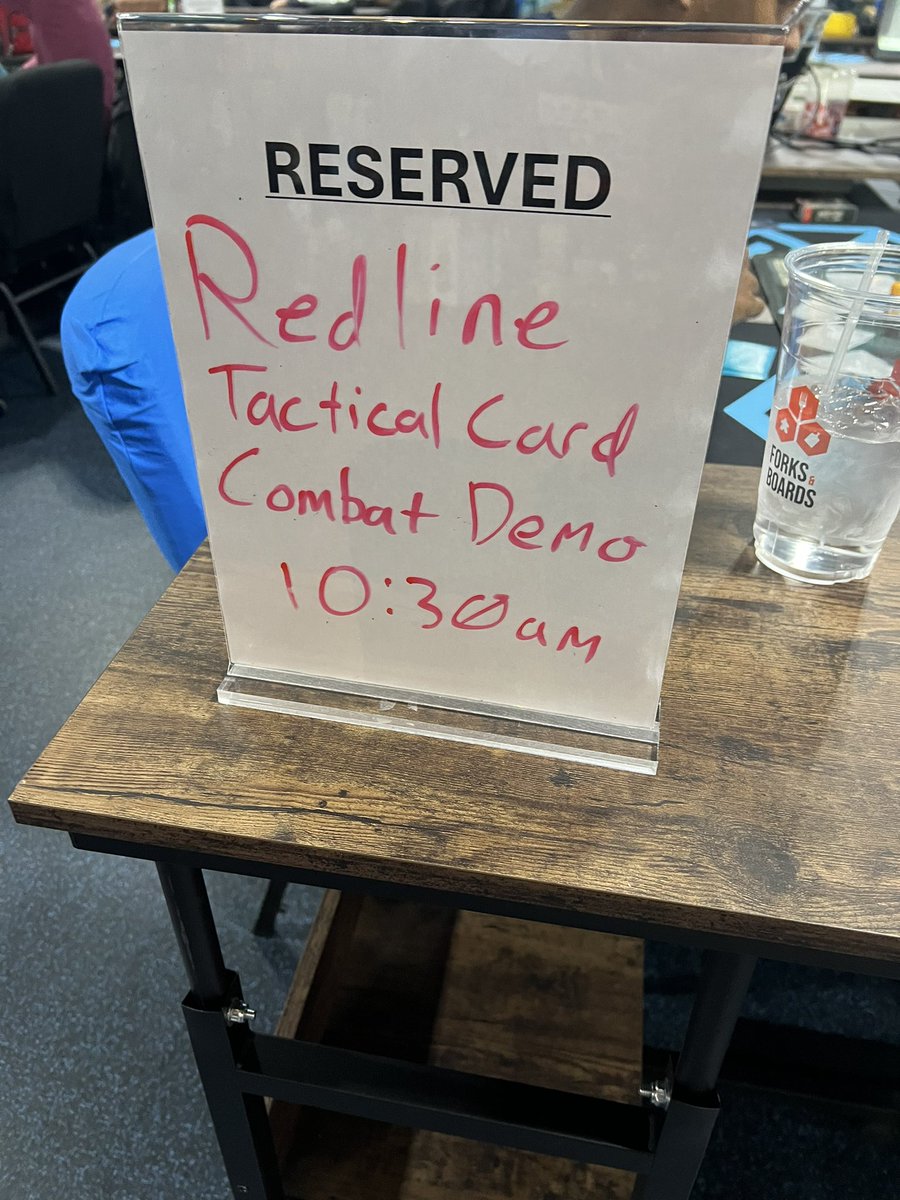 RESERVED
Redline
Tactical Card
Combat Demo
10:30am
FORKS &
BOARDS